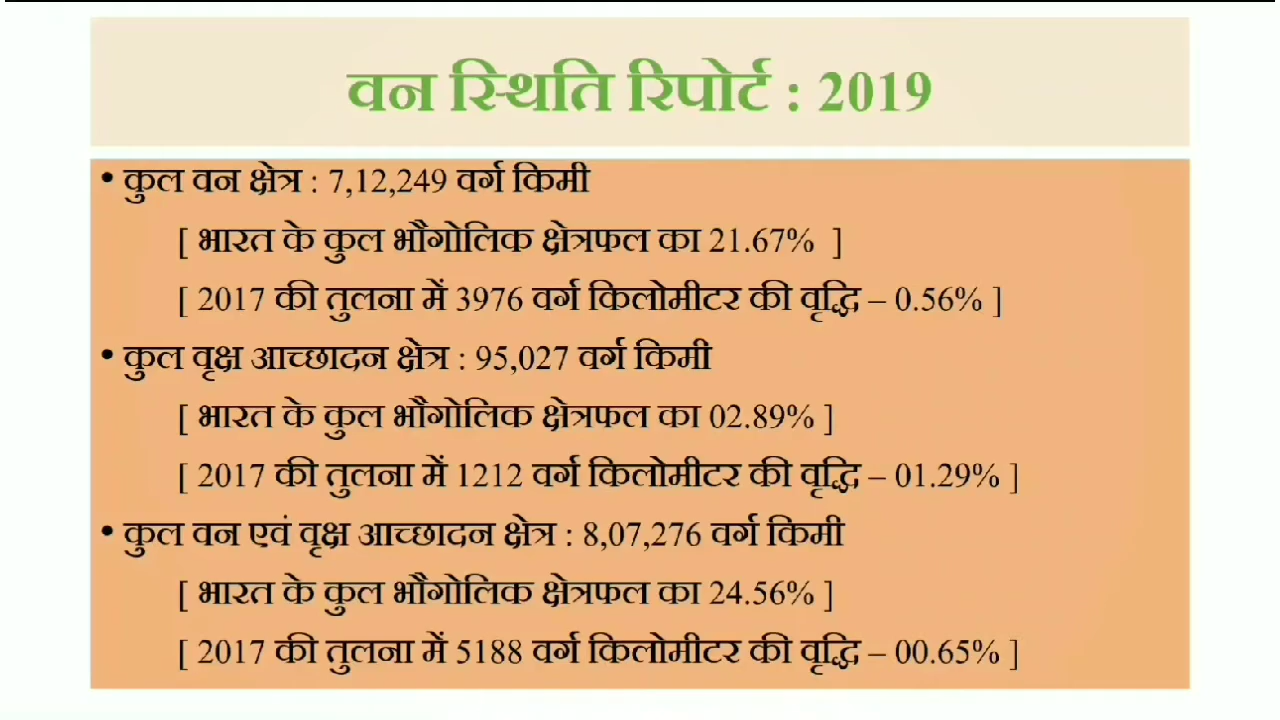 वन स्थिति रिपोर्ट : 2019
• कुल वन क्षेत्र : 7,12,249 वर्ग किमी
[ भारत के कुल भौगोलिक क्षेत्रफल का 21.67% ]
[ 2017 की तुलना में 3976 वर्ग किलोमीटर की वृद्धि – 0.56% ]
• कुल वृक्ष आच्छादन क्षेत्र : 95,027 वर्ग किमी
[ भारत के कुल भौगोलिक क्षेत्रफल का 02.89% ]
[ 2017 की तुलना में 1212 वर्ग किलोमीटर की वृद्धि – 01.29% ]
• कुल वन एवं वृक्ष आच्छादन क्षेत्र : 8,07,276 वर्ग किमी
[ भारत के कुल भौगोलिक क्षेत्रफल का 24.56% ]
[ 2017 की तुलना में 5188 वर्ग किलोमीटर की वृद्धि – 00.65% ]